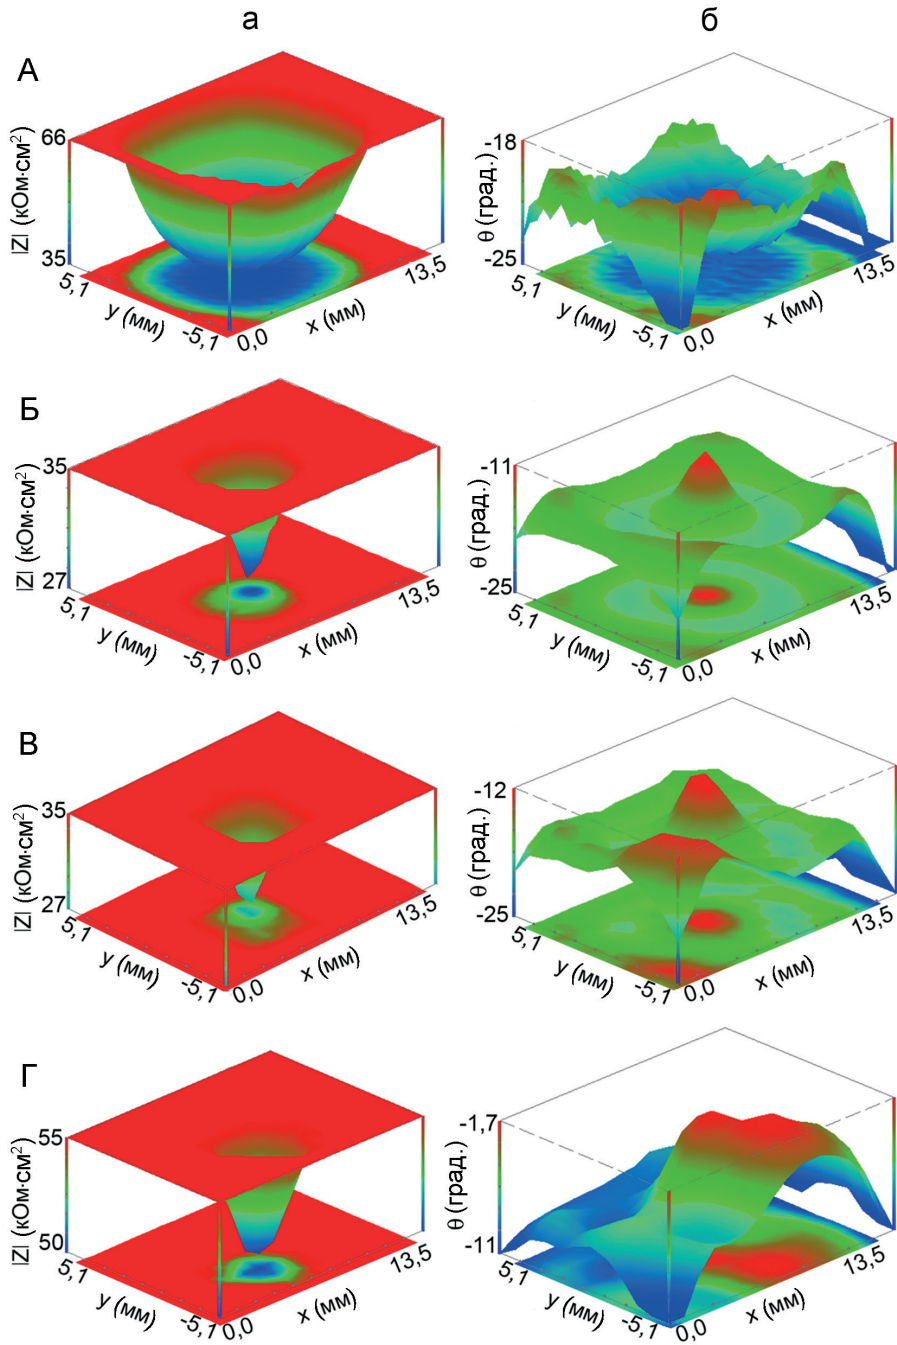 а
б
А
|Z| (кОм·см²)
66
35
5,1
y (мм)
-5,1
0,0
x (мм)
13,5
θ (град.)
-18
-25
5,1
y (мм)
-5,1
0,0
x (мм)
13,5
Б
|Z| (кОм·см²)
35
27
5,1
y (мм)
-5,1
0,0
x (мм)
13,5
θ (град.)
-11
-25
5,1
y (мм)
-5,1
0,0
x (мм)
13,5
В
|Z| (кОм·см²)
35
27
5,1
y (мм)
-5,1
0,0
x (мм)
13,5
θ (град.)
-12
-25
5,1
y (мм)
-5,1
0,0
x (мм)
13,5
Г
|Z| (кОм·см²)
55
50
5,1
y (мм)
-5,1
0,0
x (мм)
13,5
θ (град.)
-1,7
-11
5,1
y (мм)
-5,1
0,0
x (мм)
13,5